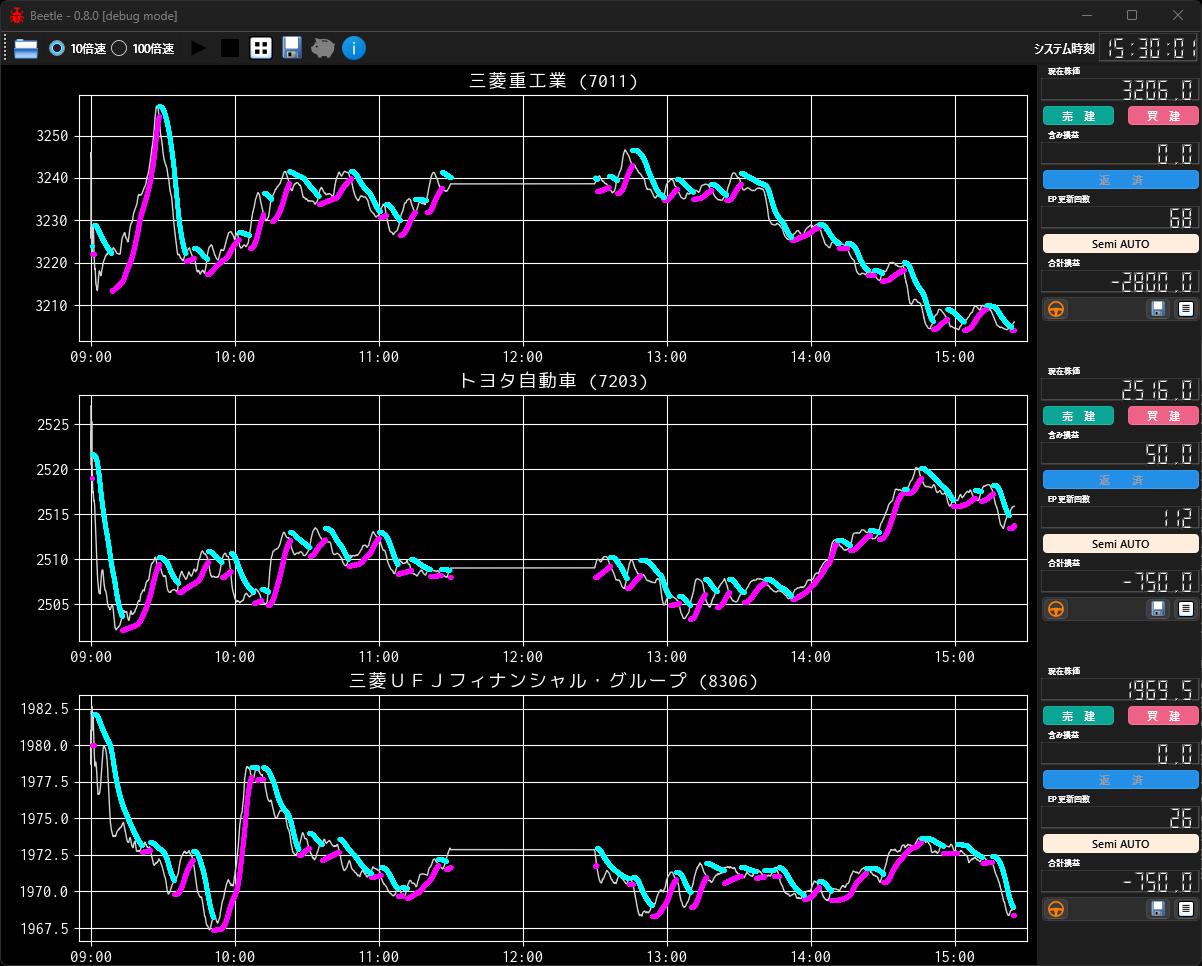 Beetle - 0.8.0 [debug mode]
10倍速 100倍速
システム時刻 15:30:01
三菱重工業 (7011)
3250
3240
3230
3220
3210
09:00 10:00 11:00 12:00 13:00 14:00 15:00
現在株価
3206.0
売 建 買 建
含み損益
0.0
返 済
EP更新回数
68
Semi AUTO
合計損益
-2800.0
トヨタ自動車 (7203)
2525
2520
2515
2510
2505
09:00 10:00 11:00 12:00 13:00 14:00 15:00
現在株価
2516.0
売 建 買 建
含み損益
50.0
返 済
EP更新回数
112
Semi AUTO
合計損益
-750.0
三菱ＵＦＪフィナンシャル・グループ (8306)
1982.5
1980.0
1977.5
1975.0
1972.5
1970.0
1967.5
09:00 10:00 11:00 12:00 13:00 14:00 15:00
現在株価
1969.5
売 建 買 建
含み損益
0.0
返 済
EP更新回数
26
Semi AUTO
合計損益
-750.0